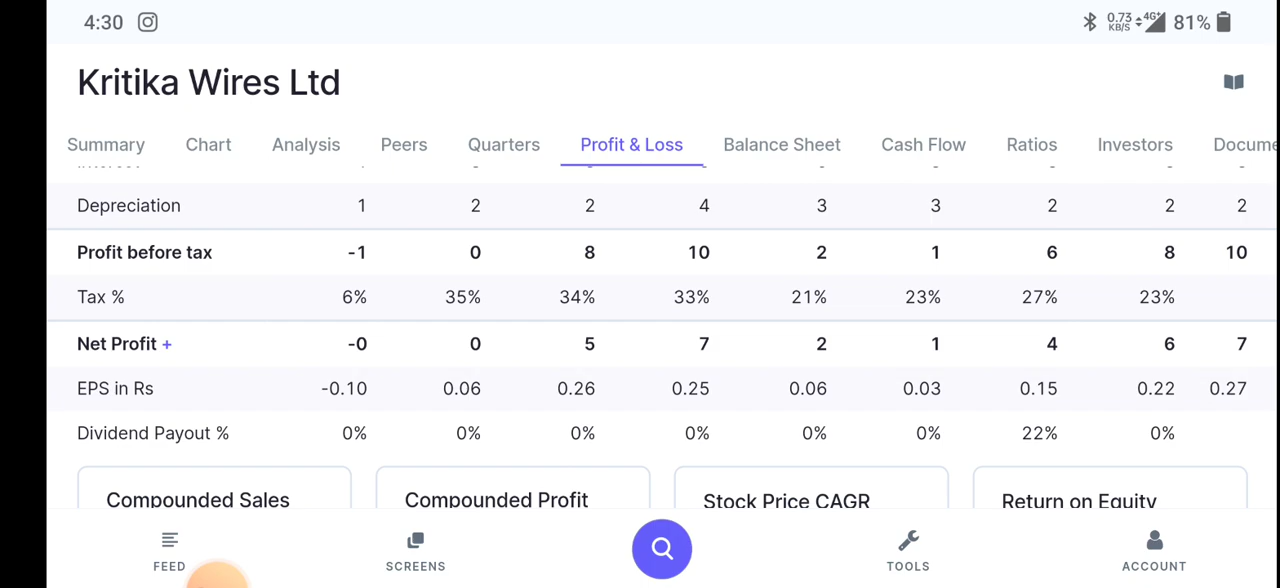 4:30 0.73 KB/S 4G+ 81%
Kritika Wires Ltd
Summary Chart Analysis Peers Quarters Profit & Loss Balance Sheet Cash Flow Ratios Investors Docume
Depreciation 1 2 2 4 3 3 2 2 2
Profit before tax -1 0 8 10 2 1 6 8 10
Tax % 6% 35% 34% 33% 21% 23% 27% 23%
Net Profit + -0 0 5 7 2 1 4 6 7
EPS in Rs -0.10 0.06 0.26 0.25 0.06 0.03 0.15 0.22 0.27
Dividend Payout % 0% 0% 0% 0% 0% 0% 22% 0%
Compounded Sales Compounded Profit Stock Price CAGR Return on Equity
FEED SCREENS TOOLS ACCOUNT